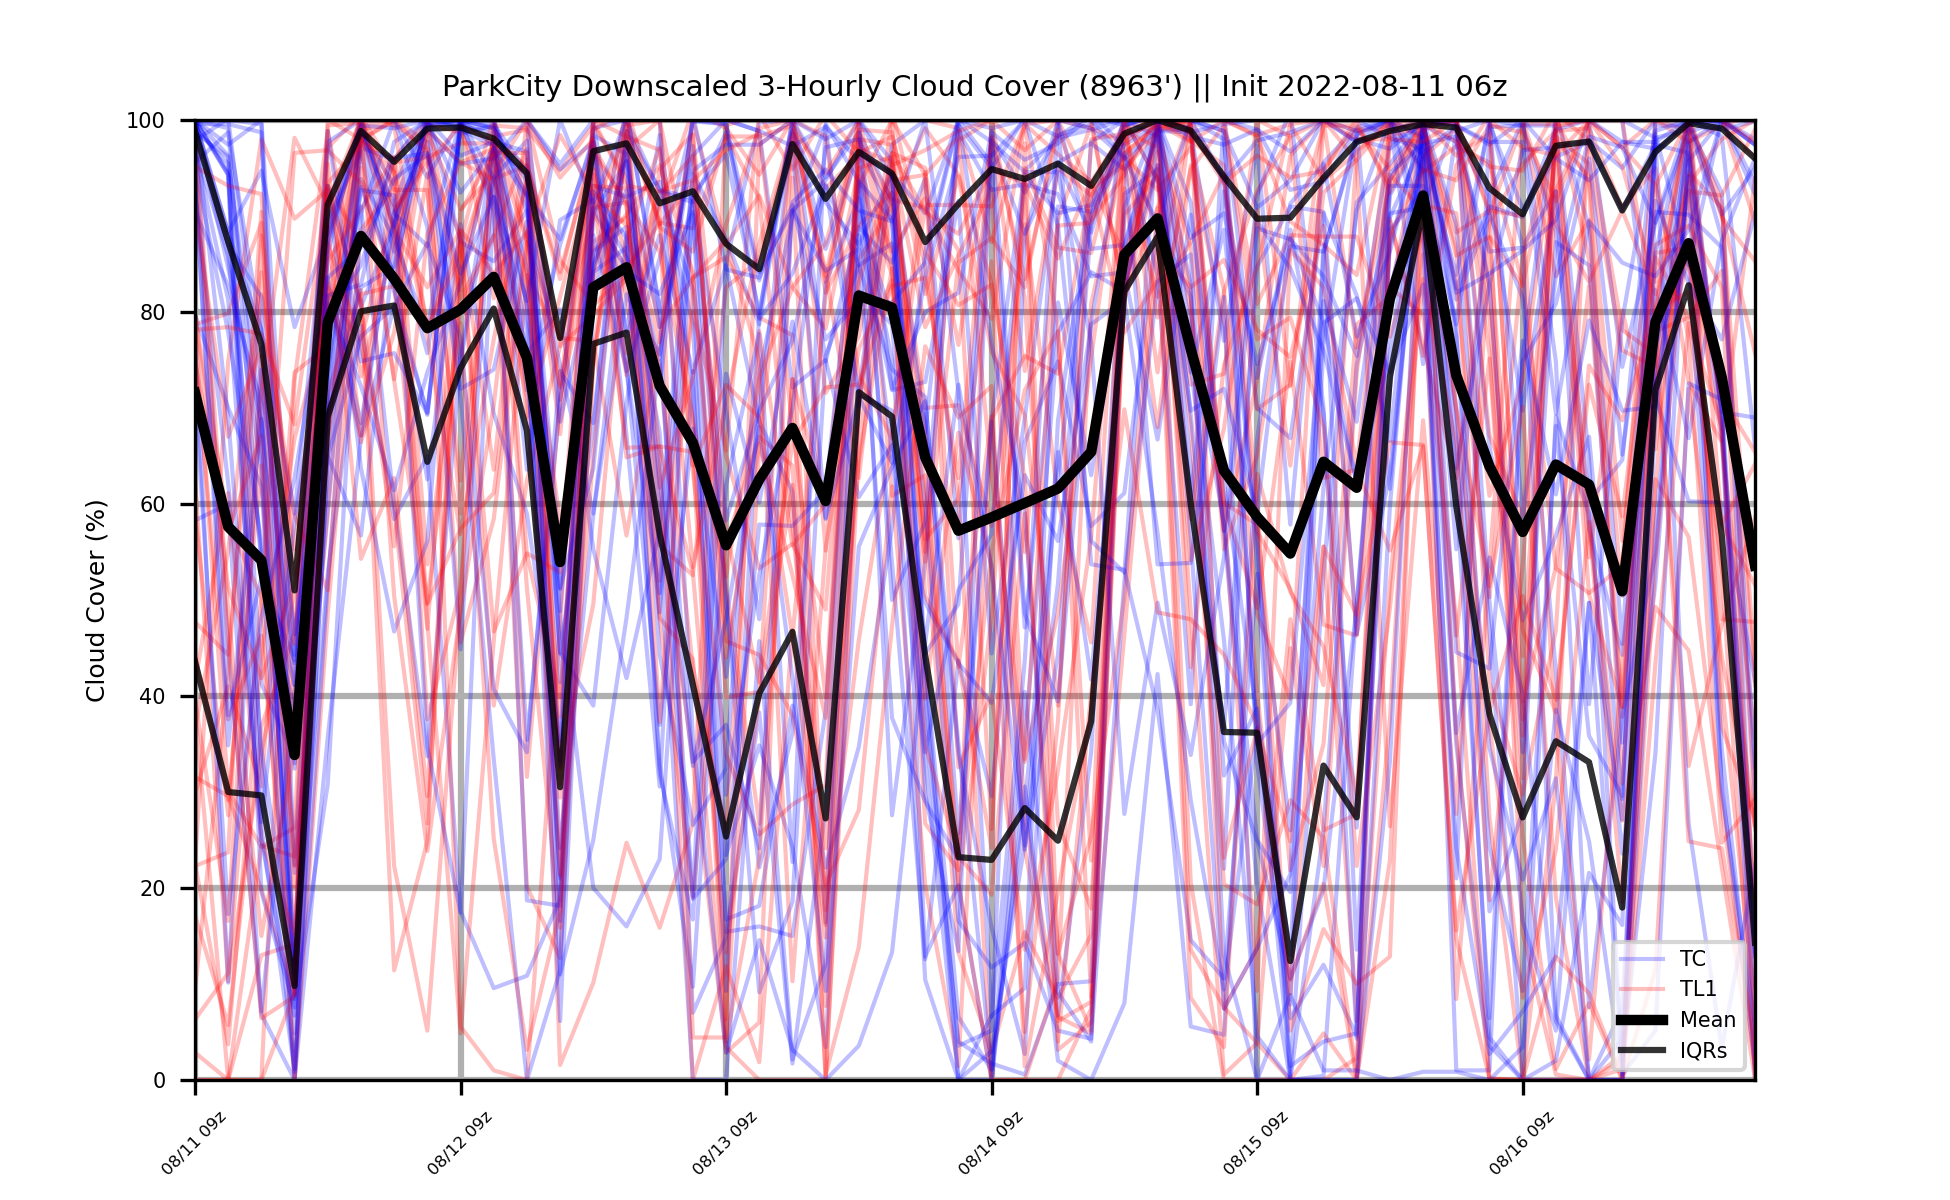 ParkCity Downscaled 3-Hourly Cloud Cover (8963') || Init 2022-08-11 06z
Cloud Cover (%)
100
80
60
40
20
0
08/11 09z
08/12 09z
08/13 09z
08/14 09z
08/15 09z
08/16 09z
TC
TL1
Mean
IQRs